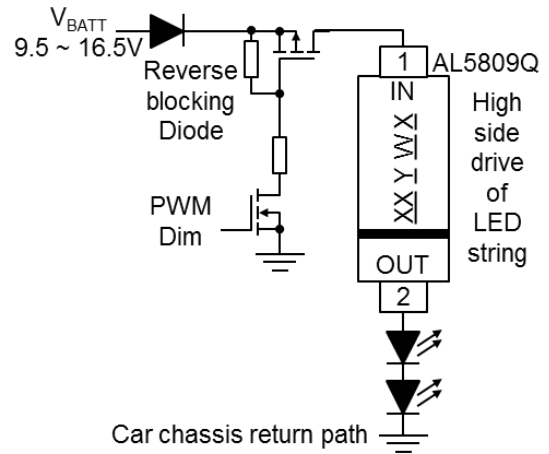 VBATT
9.5 ~ 16.5V
Reverse
blocking
Diode
PWM
Dim
1
AL5809Q
IN
XX Y WX
OUT
2
High
side
drive
of
LED
string
Car chassis return path